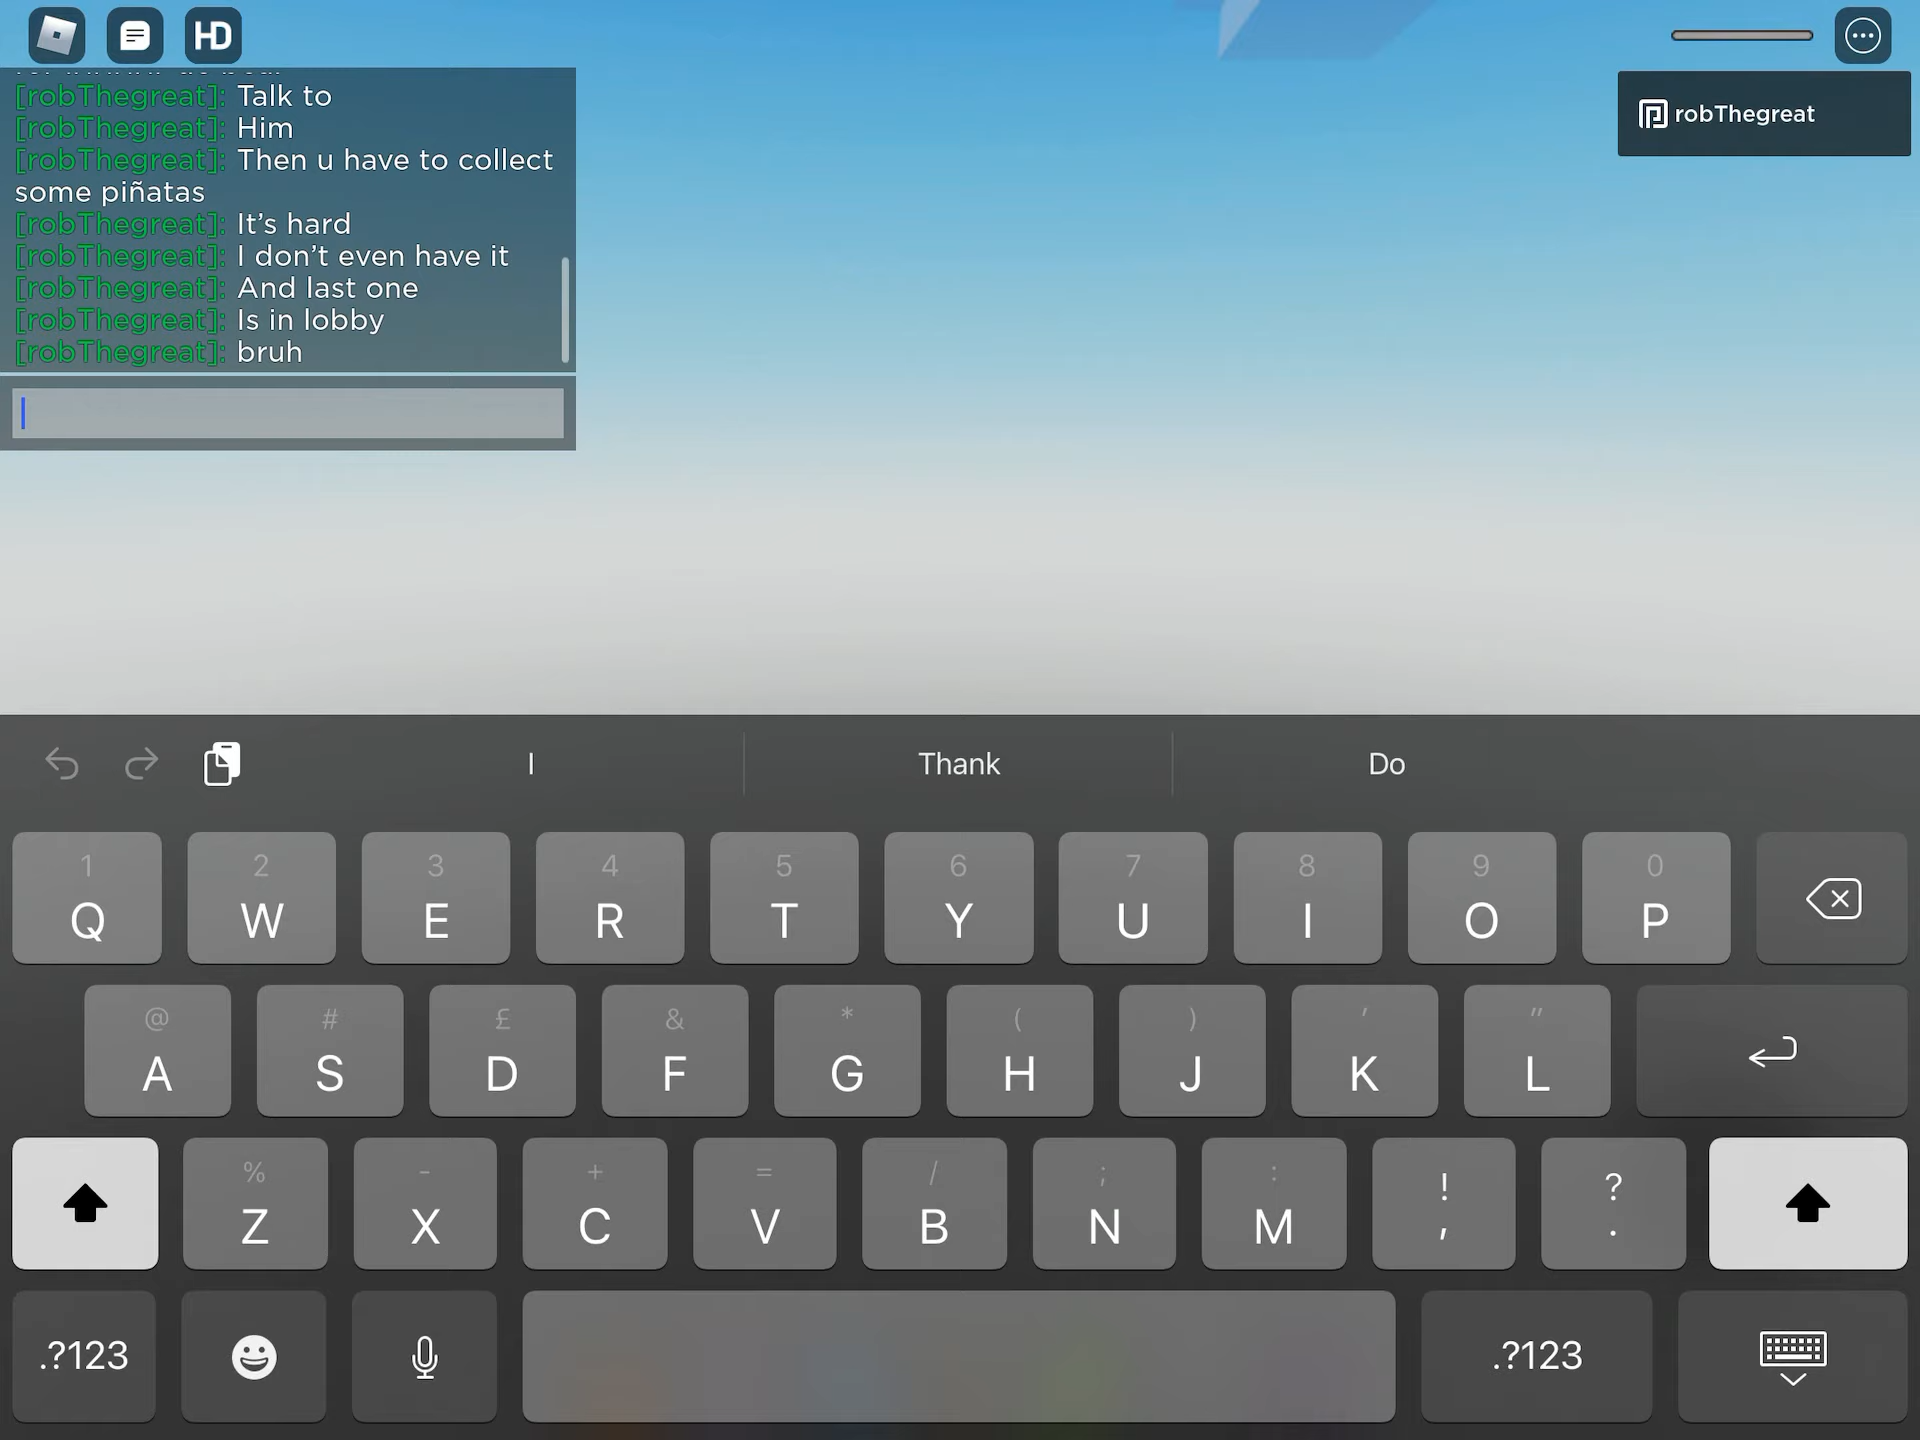 HD
[robThegreat]: Talk to
[robThegreat]: Him
[robThegreat]: Then u have to collect
some piñatas
[robThegreat]: It's hard
[robThegreat]: I don't even have it
[robThegreat]: And last one
[robThegreat]: Is in lobby
[robThegreat]: bruh
robThegreat
I Thank Do
1 2 3 4 5 6 7 8 9 0
Q W E R T Y U I O P
@ # £ & * ( ) ' "
A S D F G H J K L
% - + = / ; : ! ?
Z X C V B N M , .
.?123 .?123